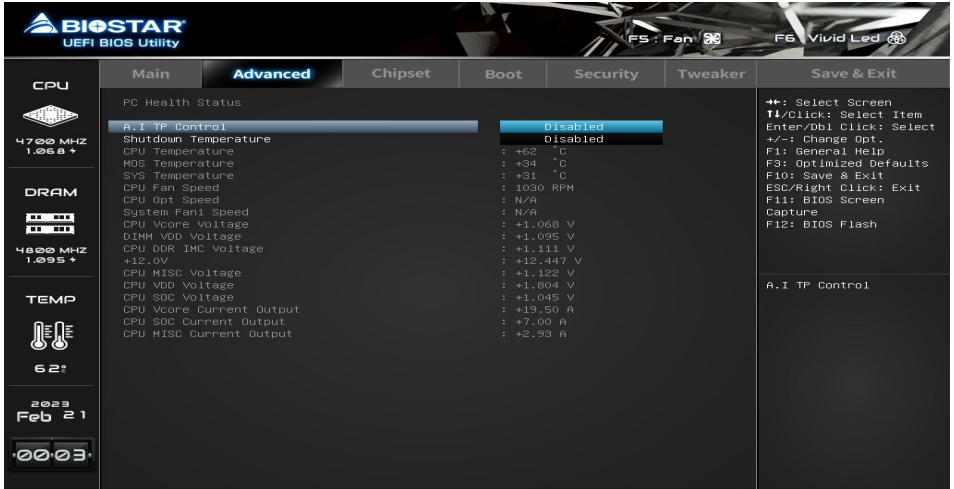 BIOSTAR
UEFI BIOS Utility
F5 : Fan
F6 Vivid Led
Main Advanced Chipset Boot Security Tweaker Save & Exit
CPU
4700 MHZ
1.068
DRAM
4800 MHZ
1.095
TEMP
62
2023
Feb 21
00:03
PC Health Status
A.I TP Control Disabled
Shutdown Temperature Disabled
CPU Temperature : +62 °C
MOS Temperature : +34 °C
SYS Temperature : +31 °C
CPU Fan Speed : 1030 RPM
CPU Opt Speed : N/A
System Fan1 Speed : N/A
CPU Vcore Voltage : +1.068 V
DIMM VDD Voltage : +1.095 V
CPU DDR IMC Voltage : +1.111 V
+12.0V : +12.447 V
CPU MISC Voltage : +1.122 V
CPU VDD Voltage : +1.804 V
CPU SOC Voltage : +1.045 V
CPU Vcore Current Output : +19.50 A
CPU SOC Current Output : +7.00 A
CPU MISC Current Output : +2.93 A
→←: Select Screen
↑↓/Click: Select Item
Enter/Dbl Click: Select
+/-: Change Opt.
F1: General Help
F3: Optimized Defaults
F10: Save & Exit
ESC/Right Click: Exit
F11: BIOS Screen
Capture
F12: BIOS Flash
A.I TP Control